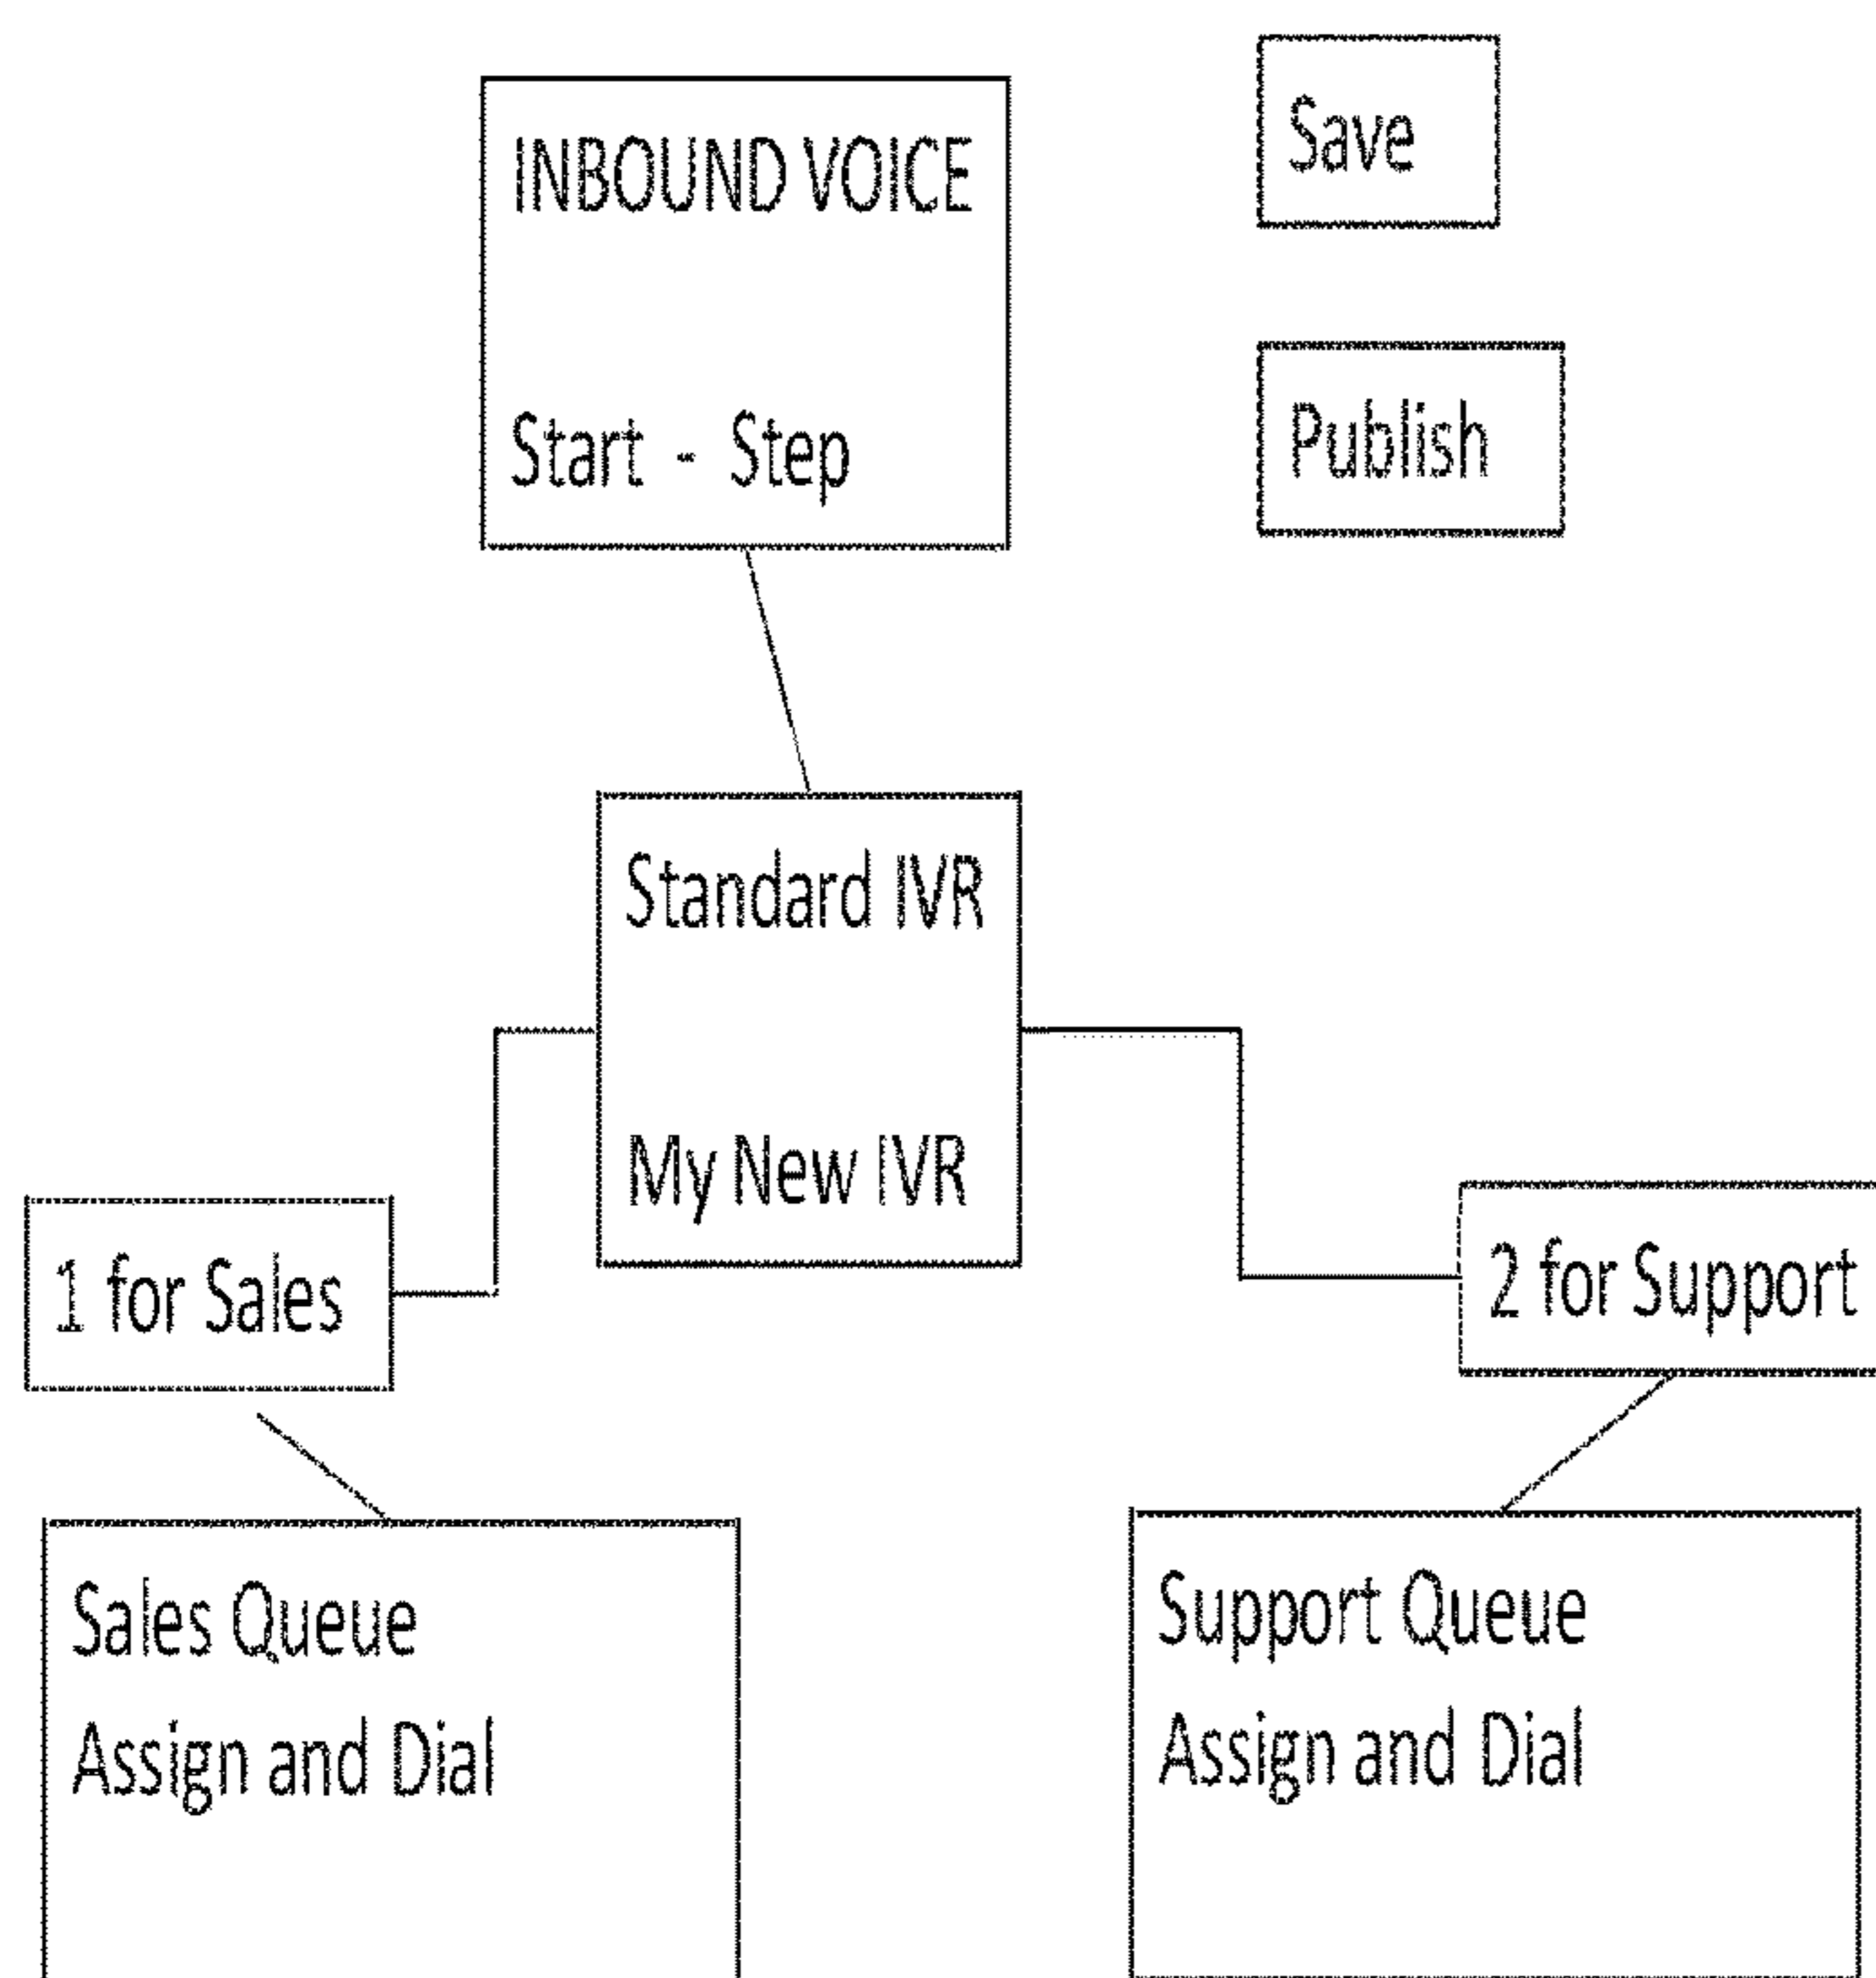 INBOUND VOICE
Start - Step
Save
Publish
Standard IVR
My New IVR
1 for Sales
2 for Support
Sales Queue
Assign and Dial
Support Queue
Assign and Dial